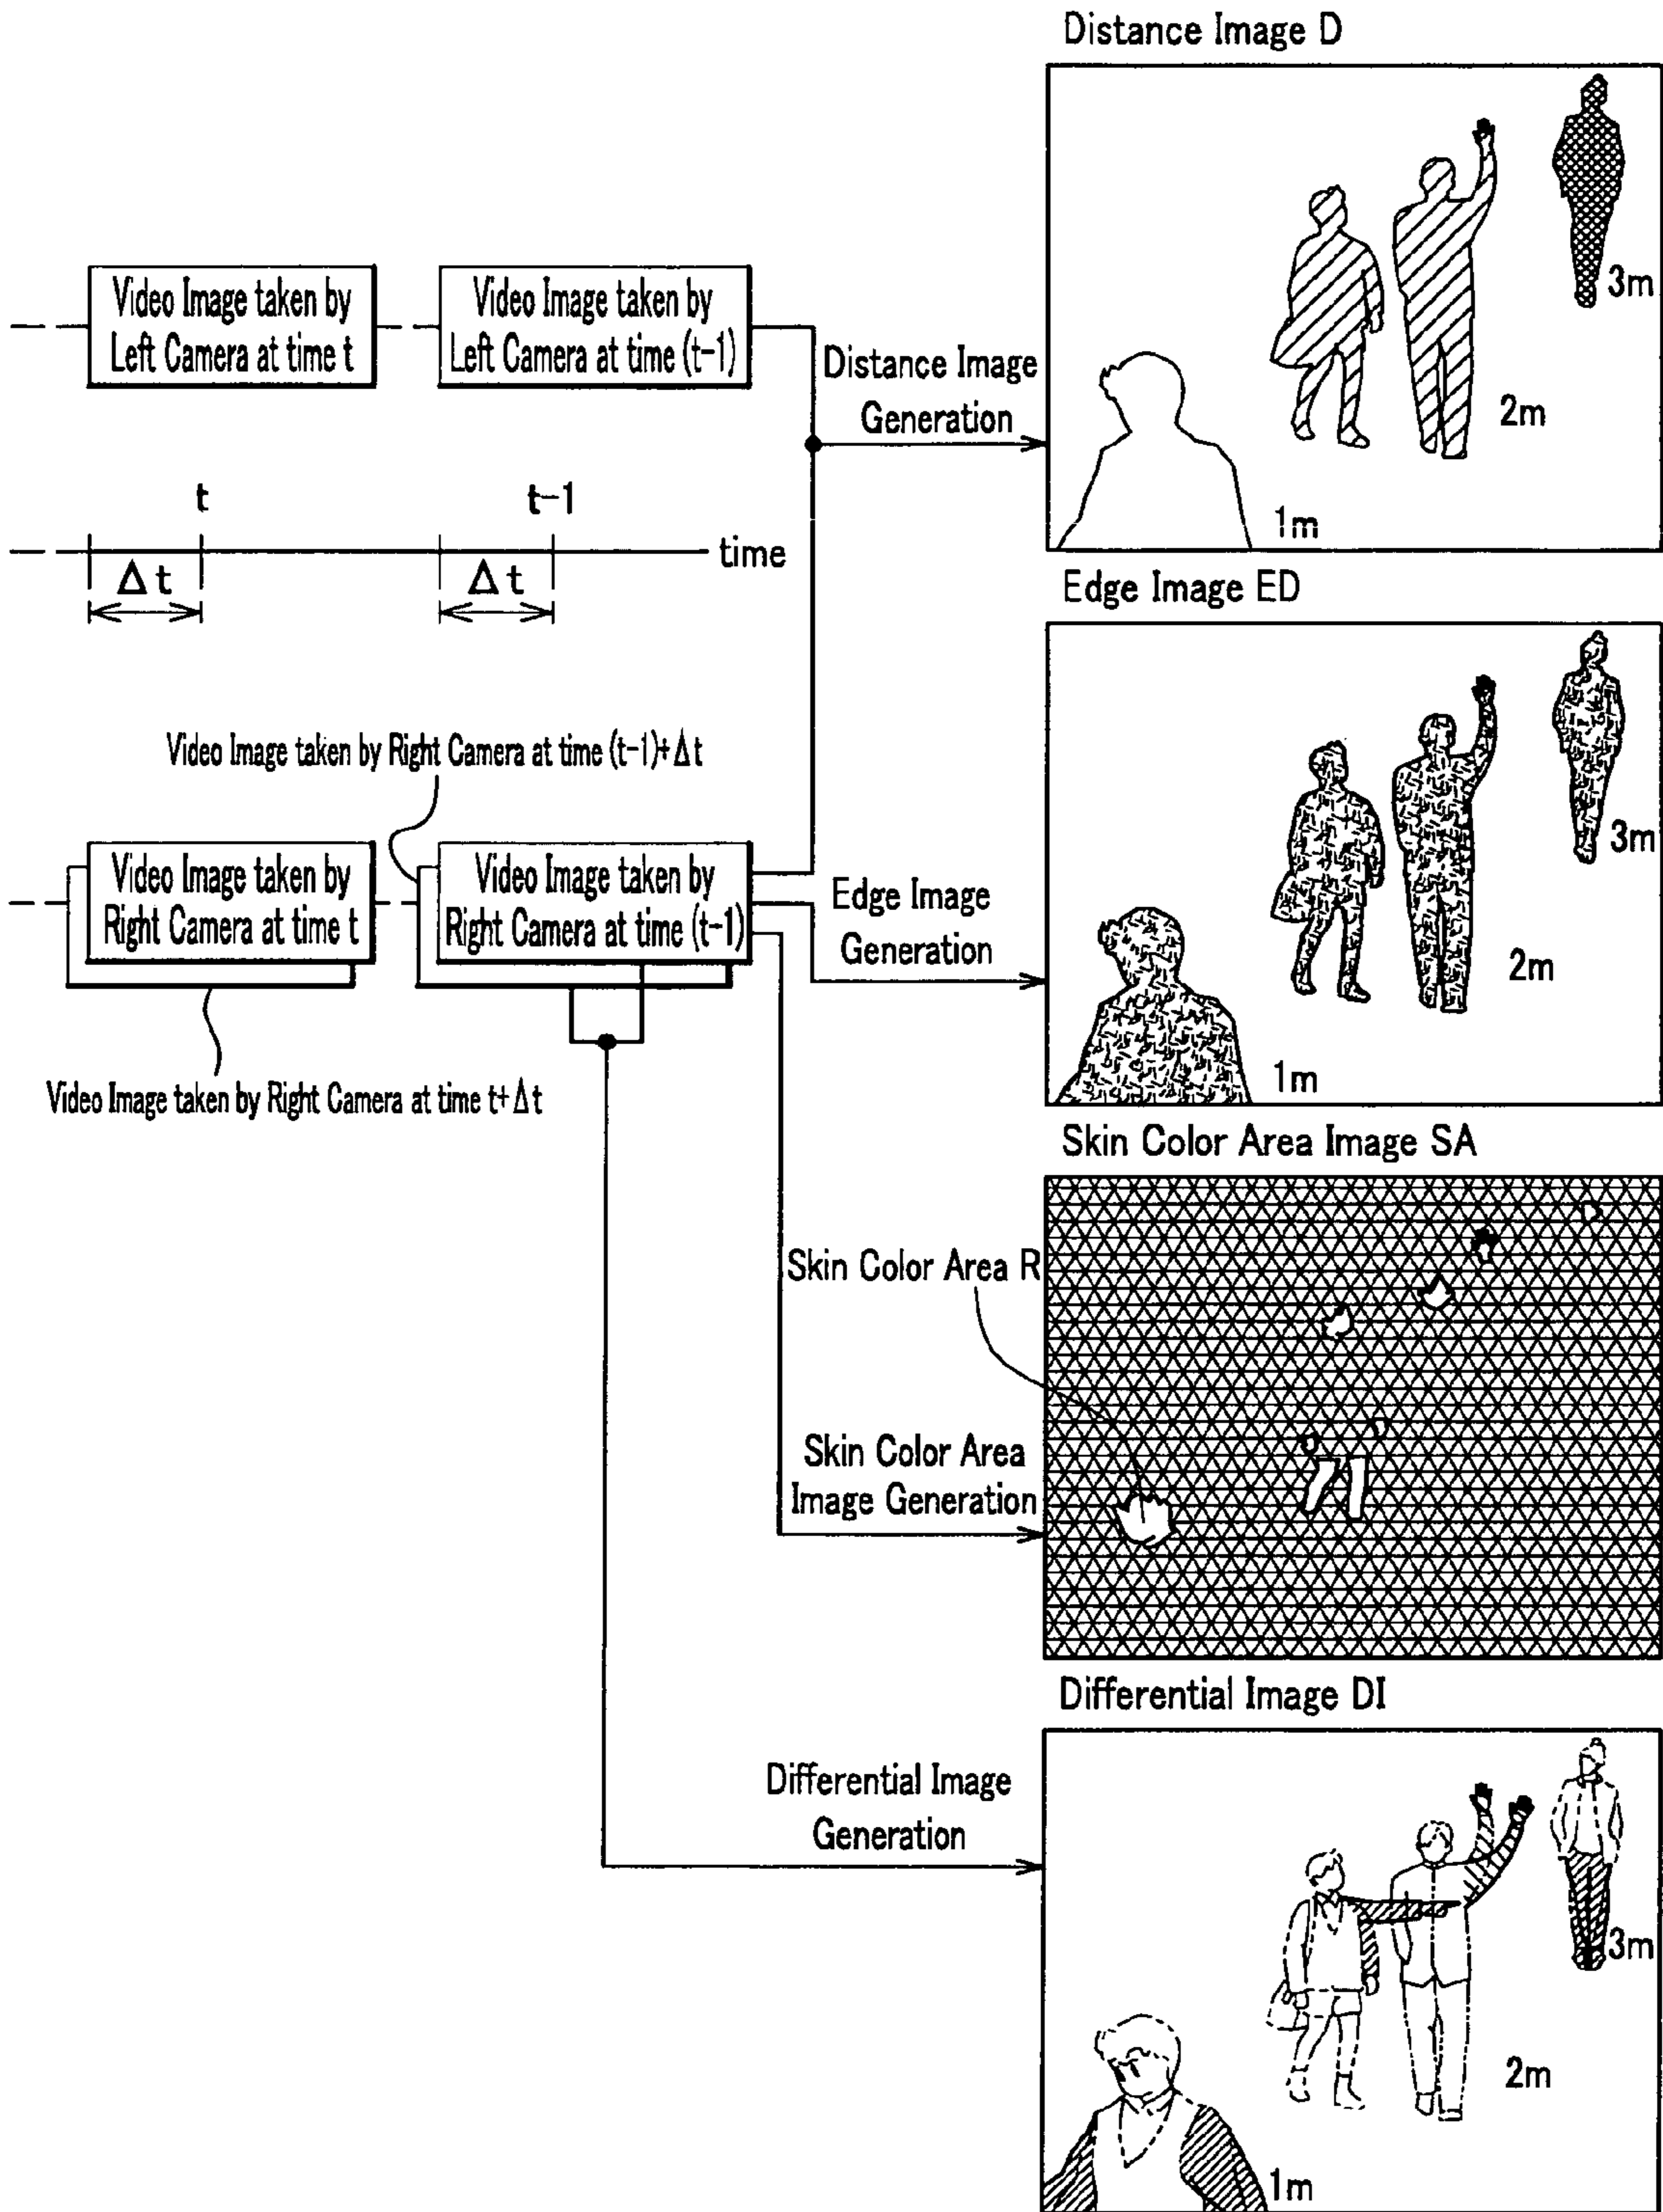 Distance Image D
3m
2m
1m
Video Image taken by
Left Camera at time t
Video Image taken by
Left Camera at time (t-1)
Distance Image
Generation
t
t-1
time
Δt
Δt
Edge Image ED
3m
2m
1m
Video Image taken by Right Camera at time (t-1)+Δt
Video Image taken by
Right Camera at time t
Video Image taken by
Right Camera at time (t-1)
Edge Image
Generation
Video Image taken by Right Camera at time t+Δt
Skin Color Area Image SA
Skin Color Area R
Skin Color Area
Image Generation
Differential Image DI
Differential Image
Generation
3m
2m
1m